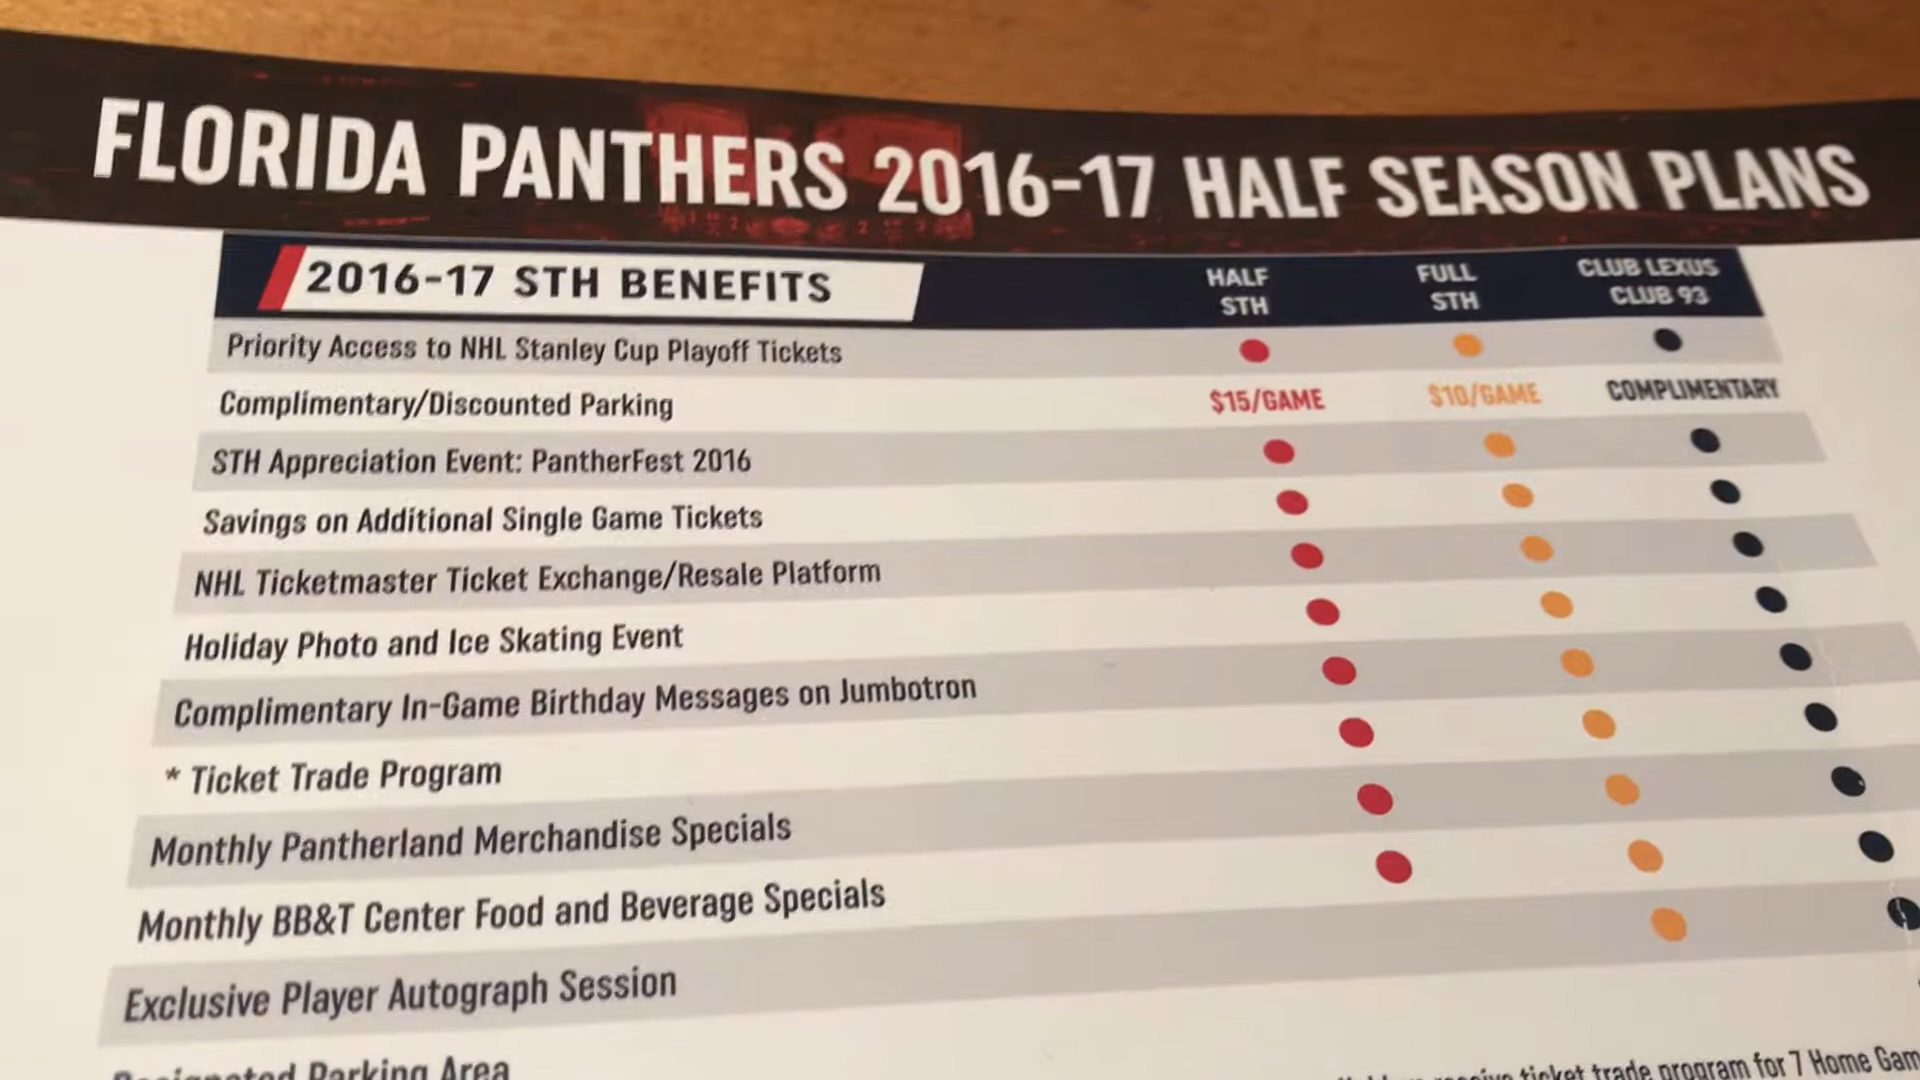 FLORIDA PANTHERS 2016-17 HALF SEASON PLANS
2016-17 STH BENEFITS
HALF STH
FULL STH
CLUB LEXUS CLUB 93
Priority Access to NHL Stanley Cup Playoff Tickets
Complimentary/Discounted Parking $15/GAME $10/GAME COMPLIMENTARY
STH Appreciation Event: PantherFest 2016
Savings on Additional Single Game Tickets
NHL Ticketmaster Ticket Exchange/Resale Platform
Holiday Photo and Ice Skating Event
Complimentary In-Game Birthday Messages on Jumbotron
* Ticket Trade Program
Monthly Pantherland Merchandise Specials
Monthly BB&T Center Food and Beverage Specials
Exclusive Player Autograph Session
Designated Parking Area
ticket trade program for 7 Home